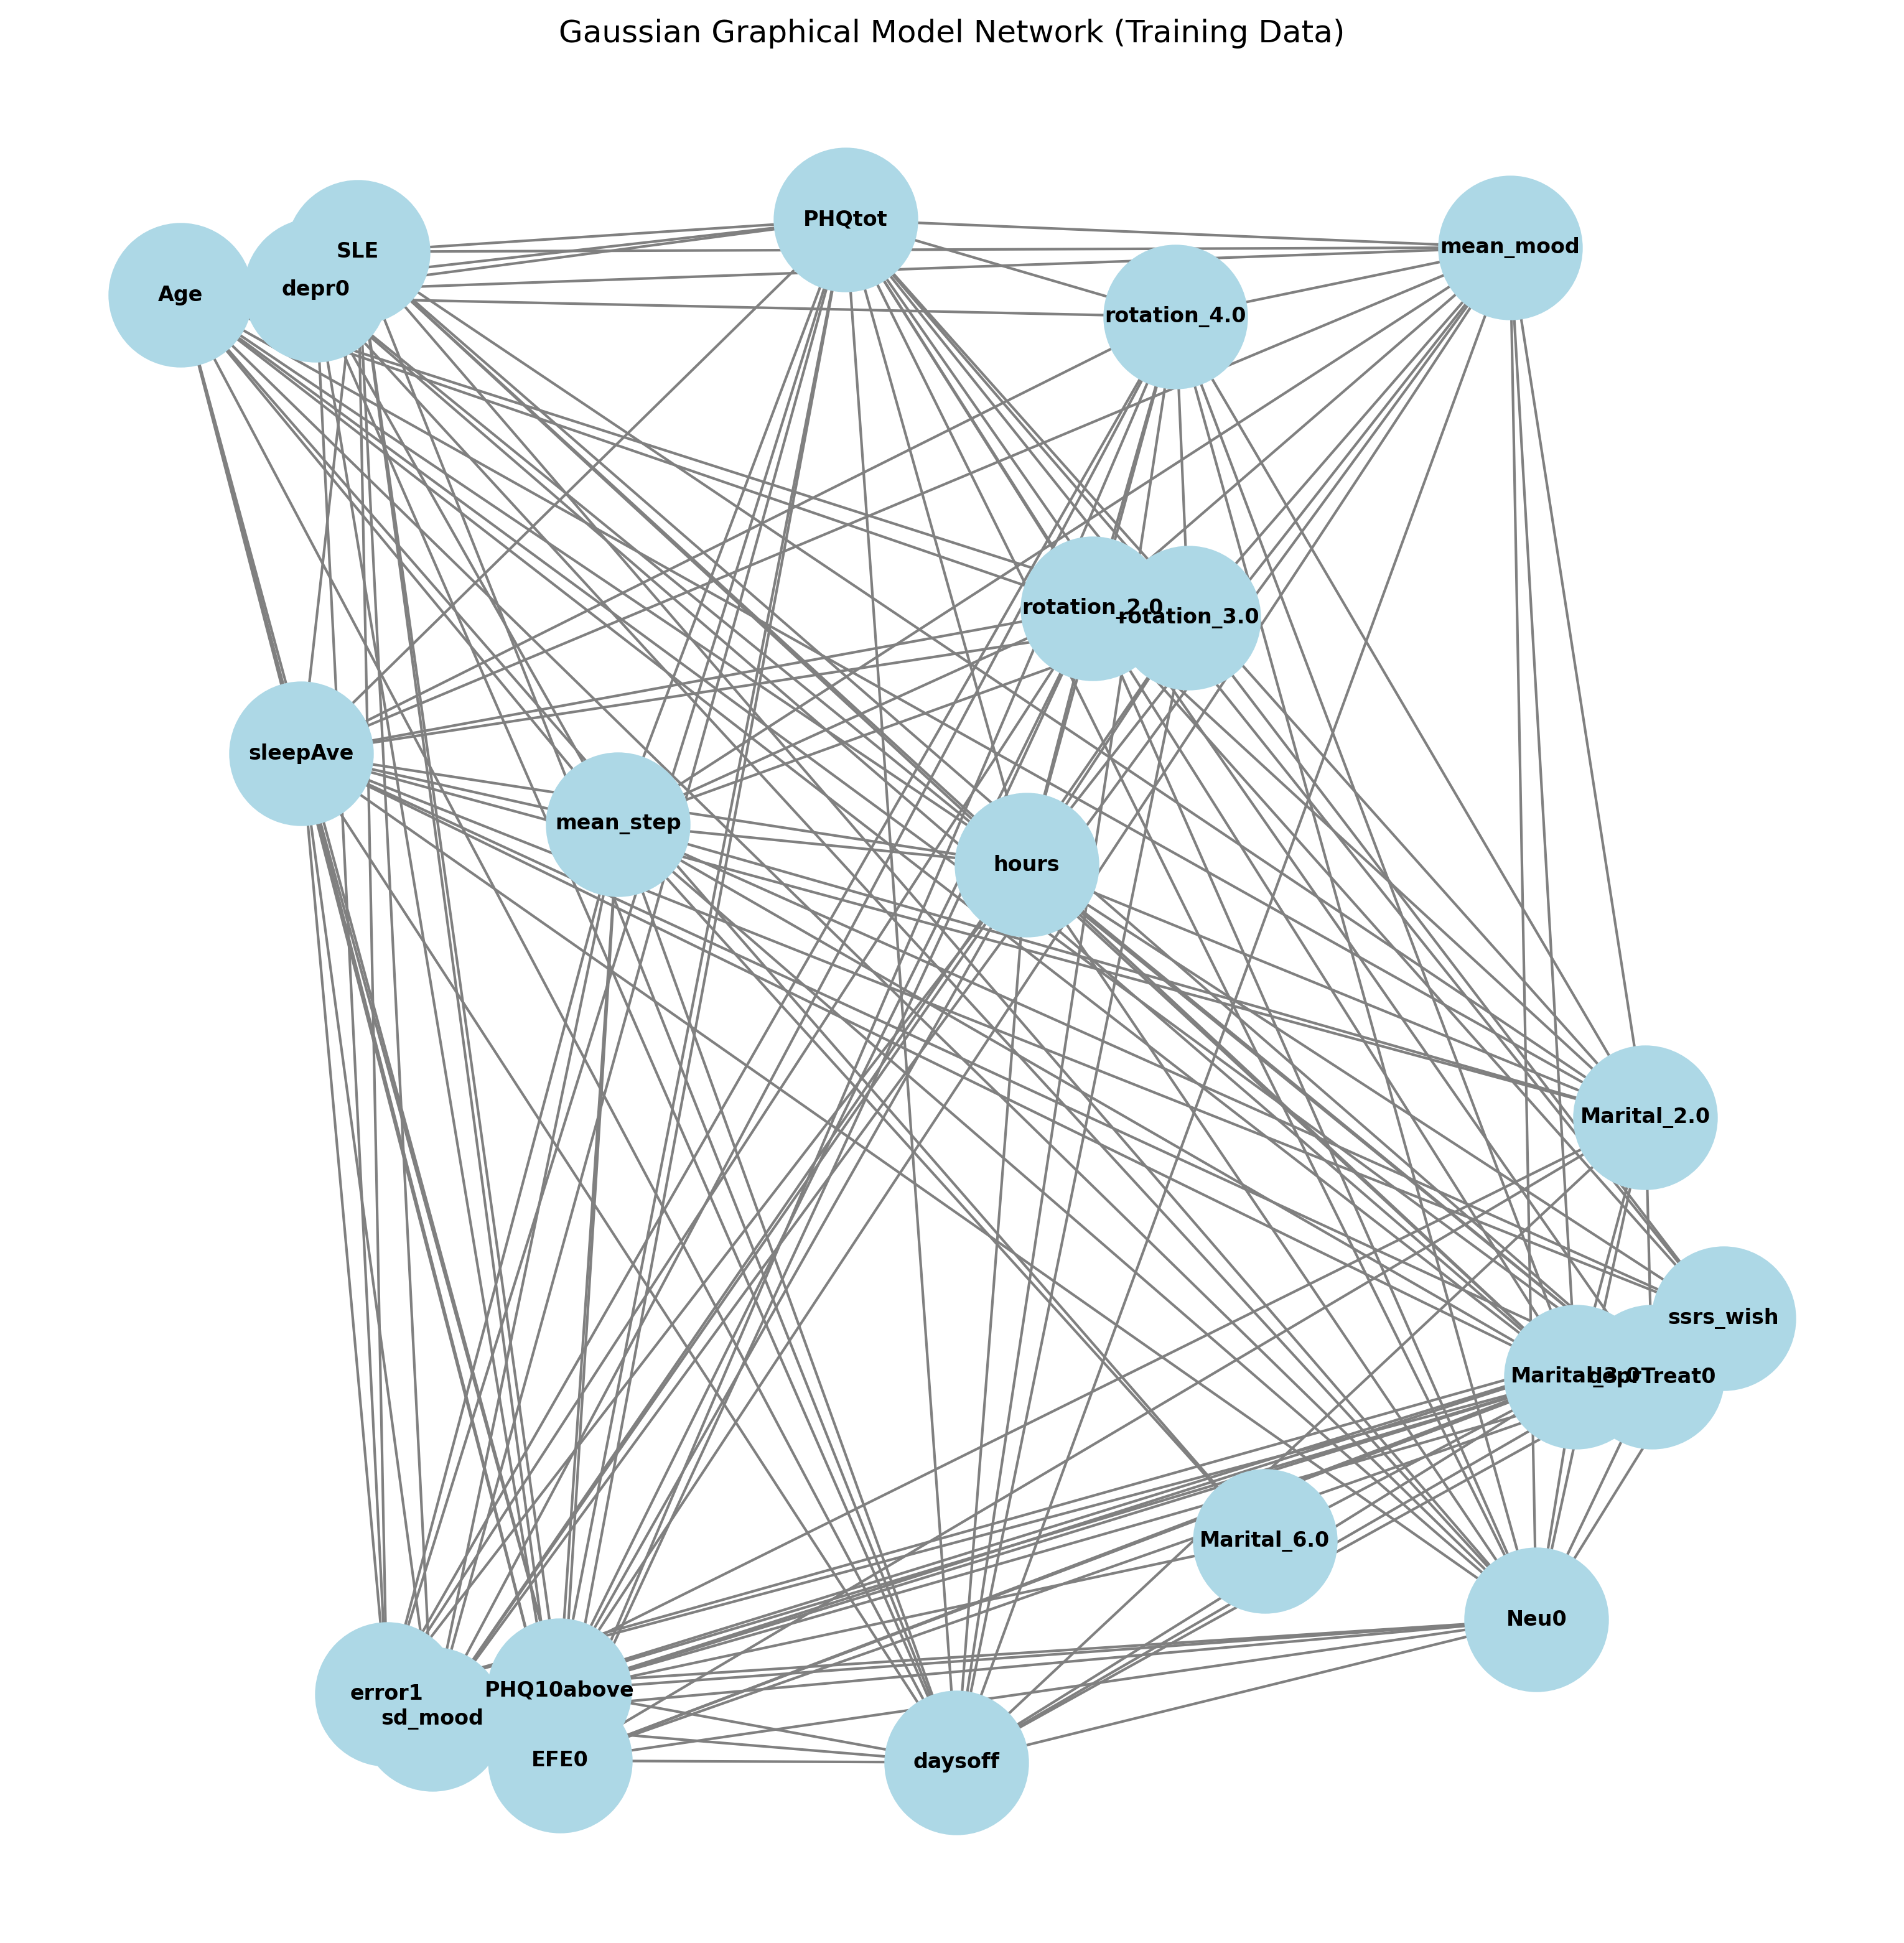 Gaussian Graphical Model Network (Training Data)
PHQtot
mean_mood
SLE
depr0
Age
rotation_4.0
rotation_2.0
rotation_3.0
sleepAve
mean_step
hours
Marital_2.0
ssrs_wish
Marital_3.0
deprTreat0
Marital_6.0
Neu0
PHQ10above
error1
sd_mood
EFE0
daysoff